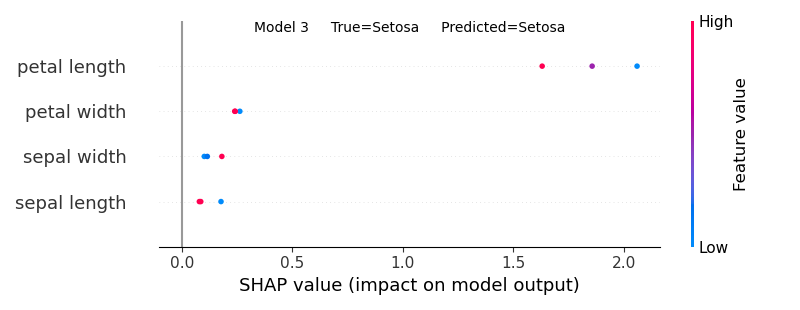 Model 3 True=Setosa Predicted=Setosa
High
petal length
petal width
sepal width
sepal length
Feature value
Low
0.0 0.5 1.0 1.5 2.0
SHAP value (impact on model output)